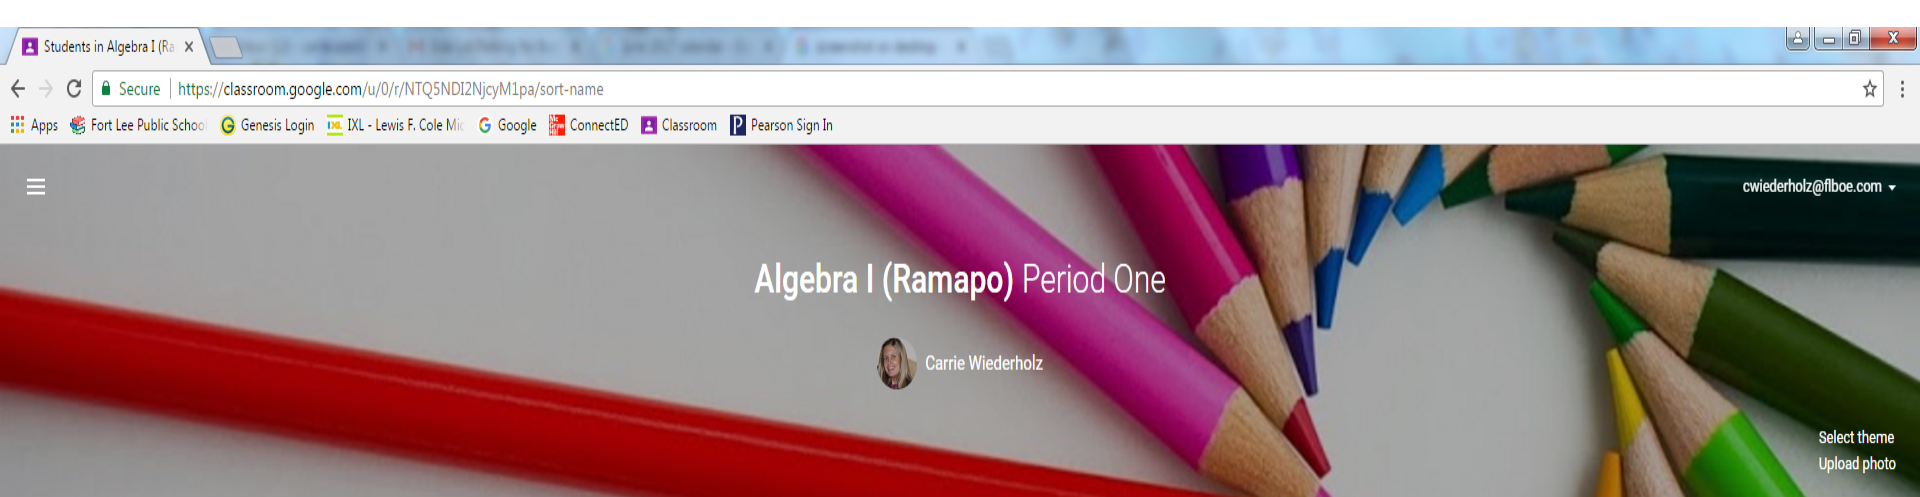 Students in Algebra I (Ra
Secure https://classroom.google.com/u/0/r/NTQ5NDI2NjcyM1pa/sort-name
Apps Fort Lee Public School Genesis Login IXL - Lewis F. Cole Mid Google ConnectED Classroom Pearson Sign In
cwiederholz@flboe.com
Algebra I (Ramapo) Period One
Carrie Wiederholz
Select theme
Upload photo